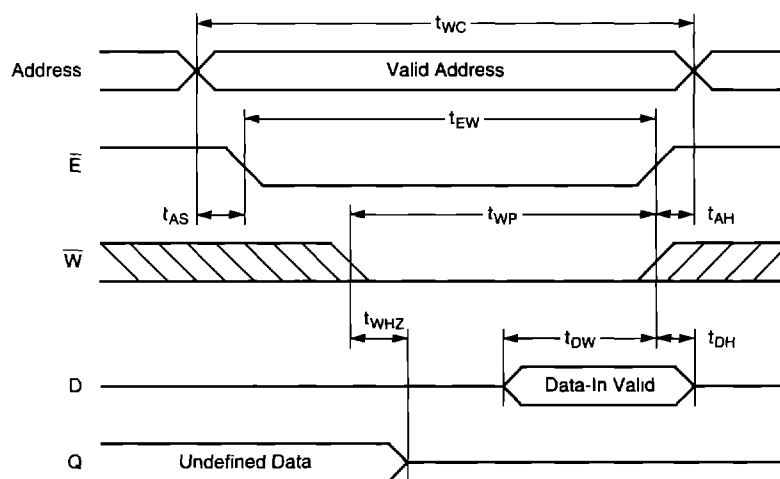 tWC
Address
Valid Address
tEW
E
tAS
tWP
tAH
W
tWHZ
tDW
tDH
D
Data-In Valid
Q
Undefined Data